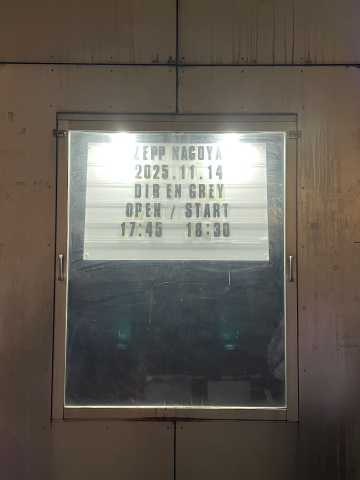 ZEPP NAGOYA
2025.11.14
DIR EN GREY
OPEN / START
17:45 18:30